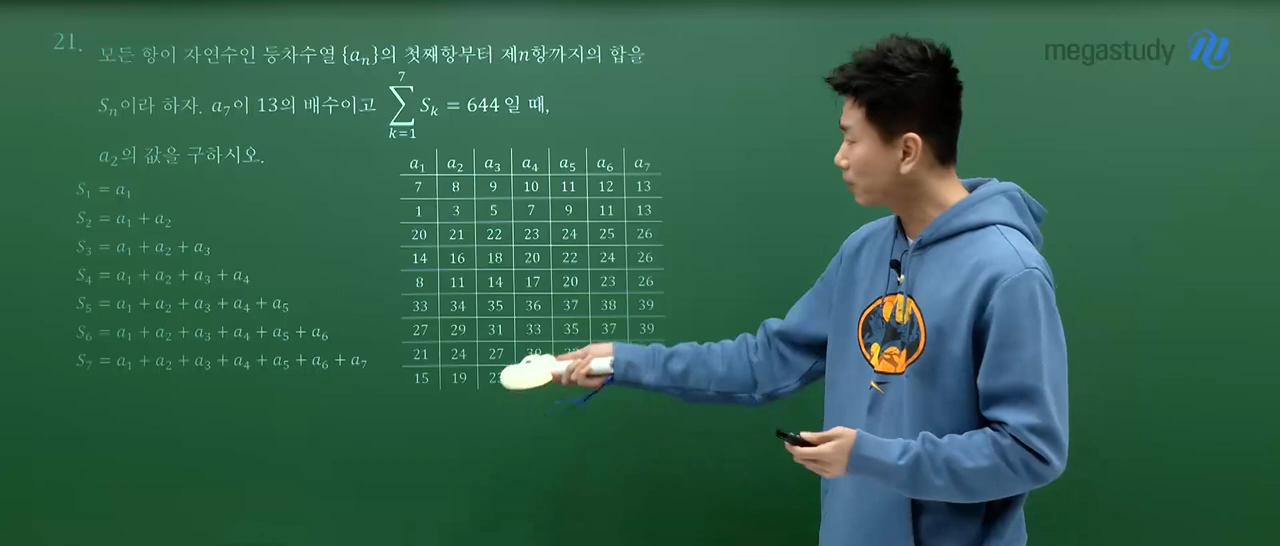 megastudy
21. 모든 항이 자연수인 등차수열 {aₙ}의 첫째항부터 제n항까지의 합을
Sₙ이라 하자. a₇이 13의 배수이고 ∑_{k=1}^{7} Sₖ = 644일 때,
a₂의 값을 구하시오.
S₁ = a₁
S₂ = a₁ + a₂
S₃ = a₁ + a₂ + a₃
S₄ = a₁ + a₂ + a₃ + a₄
S₅ = a₁ + a₂ + a₃ + a₄ + a₅
S₆ = a₁ + a₂ + a₃ + a₄ + a₅ + a₆
S₇ = a₁ + a₂ + a₃ + a₄ + a₅ + a₆ + a₇
a₁ a₂ a₃ a₄ a₅ a₆ a₇
7 8 9 10 11 12 13
1 3 5 7 9 11 13
20 21 22 23 24 25 26
14 16 18 20 22 24 26
8 11 14 17 20 23 26
33 34 35 36 37 38 39
27 29 31 33 35 37 39
21 24 27
15 19